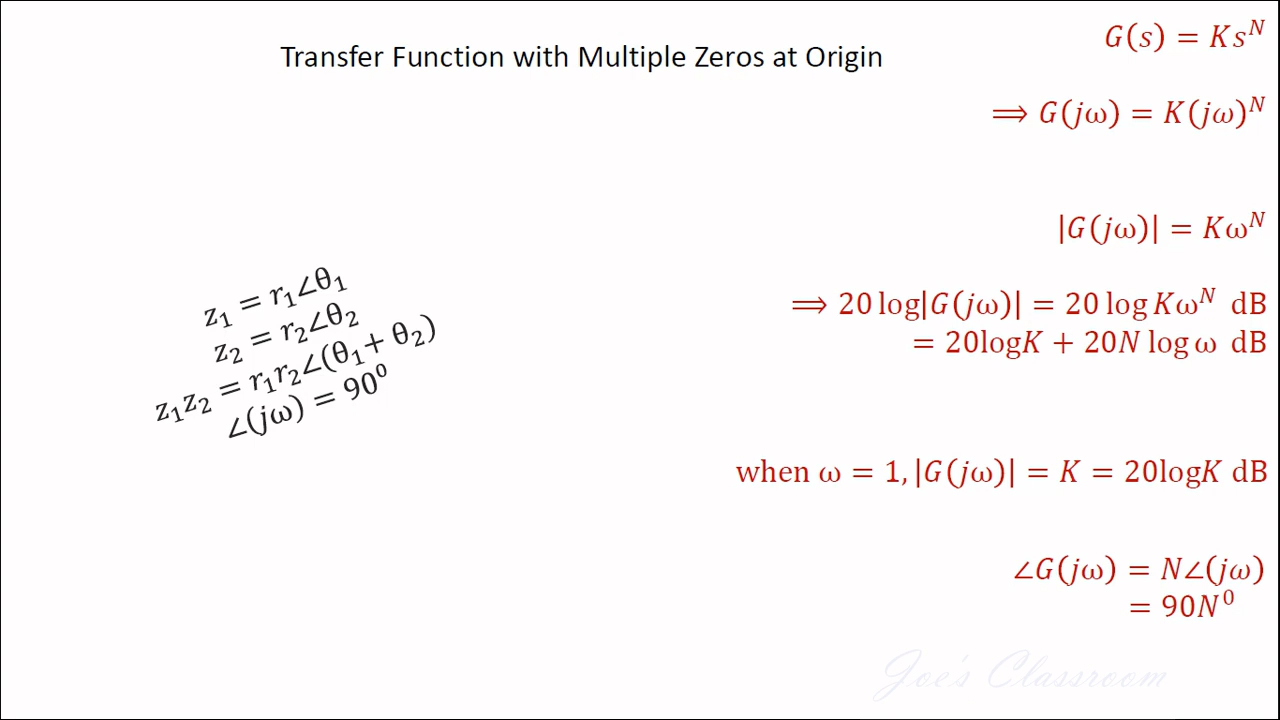 Transfer Function with Multiple Zeros at Origin
G(s) = Ks^N
⟹ G(jω) = K(jω)^N
|G(jω)| = Kω^N
⟹ 20 log|G(jω)| = 20 log Kω^N dB
= 20logK + 20N log ω dB
z₁ = r₁∠θ₁
z₂ = r₂∠θ₂
z₁z₂ = r₁r₂∠(θ₁+ θ₂)
∠(jω) = 90⁰
when ω = 1, |G(jω)| = K = 20logK dB
∠G(jω) = N∠(jω)
= 90N⁰
Joe's Classroom